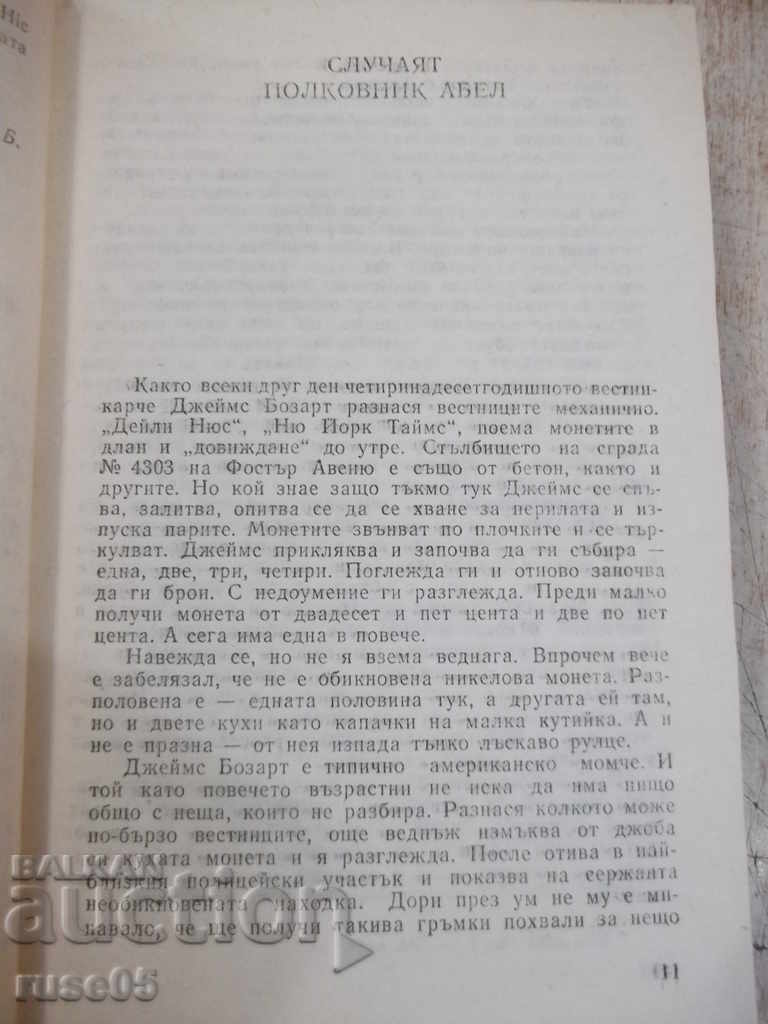 Ніс
ата
Б.
СЛУЧАЯТ
ПОЛКОВНИК АБЕЛ
Както всеки друг ден четиринадесетгодишното вестни-
карче Джеймс Бозарт разнася вестниците механично.
„Дейли Нюс“, „Ню Йорк Таймс“, поема монетите в
длан и „довиждане“ до утре. Стълбището на сграда
№ 4303 на Фостър Авеню е също от бетон, както и
другите. Но кой знае защо тъкмо тук Джеймс се спъ-
ва, залитва, опитва се да се хване за перилата и из-
пуска парите. Монетите звънват по плочките и се тър-
кулват. Джеймс прикляква и започва да ги събира —
една, две, три, четири. Поглежда ги и отново започва
да ги брои. С недоумение ги разглежда. Преди малко
получи монета от двадесет и пет цента и две по пет
цента. А сега има една в повече.
Навежда се, но не я взема веднага. Впрочем вече
е забелязал, че не е обикновена никелова монета. Раз-
половена е — едната половина тук, а другата ей там,
но и двете кухи като капачки на малка кутийка. А и
не е празна — от нея изпада тънко лъскаво рулце.
Джеймс Бозарт е типично американско момче. И
той като повечето възрастни не иска да има нищо
общо с неща, които не разбира. Разнася колкото може
по-бързо вестниците, още веднъж измъква от джоба
си кухата монета и я разглежда. После отива в най-
близкия полицейски участък и показва на сержанта
необикновената находка. Дори през ум не му е ми-
навало, че ще получи такива гръмки похвали за нещо
11
BALKAN
auction
ruse05